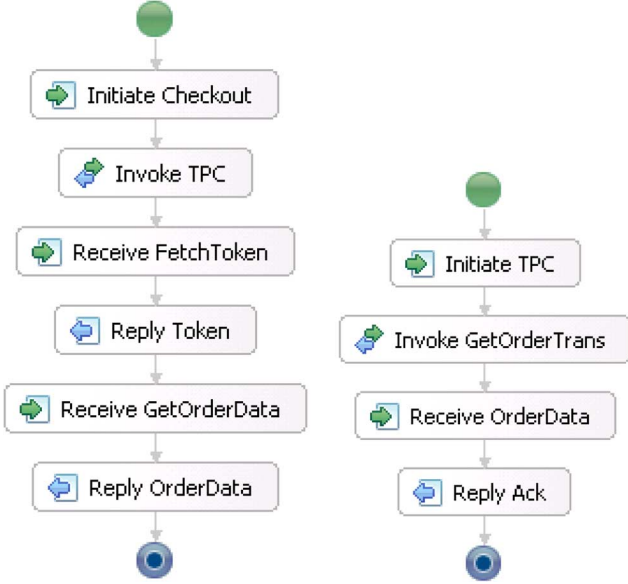 Initiate Checkout
Invoke TPC
Receive FetchToken
Reply Token
Receive GetOrderData
Reply OrderData
Initiate TPC
Invoke GetOrderTrans
Receive OrderData
Reply Ack